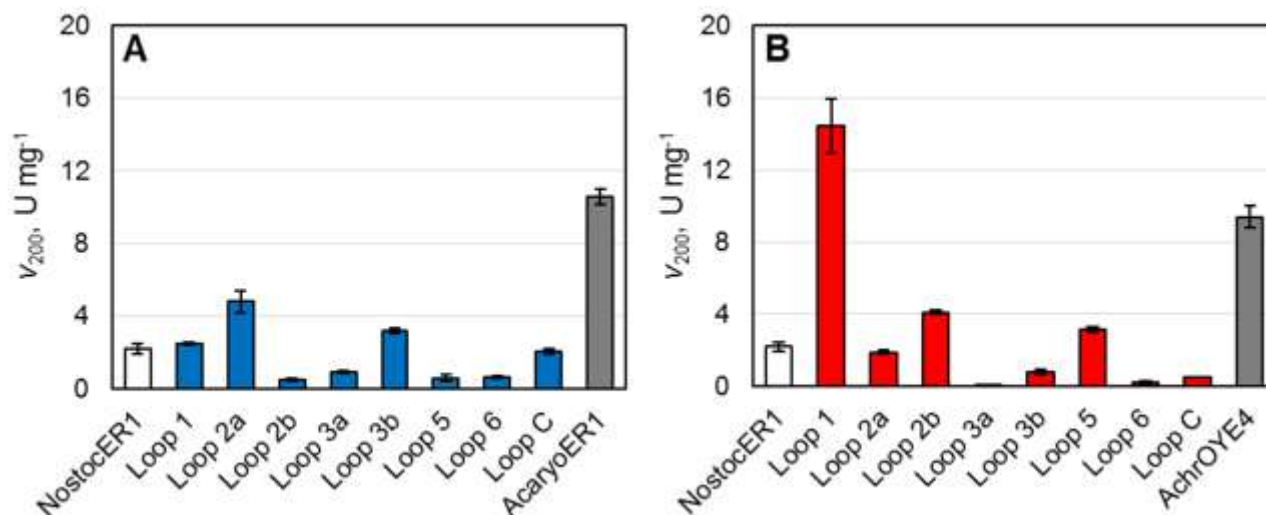 A
20
16
12
8
4
0
v₂₀₀, U mg⁻¹
NostocER1
Loop 1
Loop 2a
Loop 2b
Loop 3a
Loop 3b
Loop 5
Loop 6
Loop C
AcaryoER1
B
20
16
12
8
4
0
v₂₀₀, U mg⁻¹
NostocER1
Loop 1
Loop 2a
Loop 2b
Loop 3a
Loop 3b
Loop 5
Loop 6
Loop C
AchrOYE4